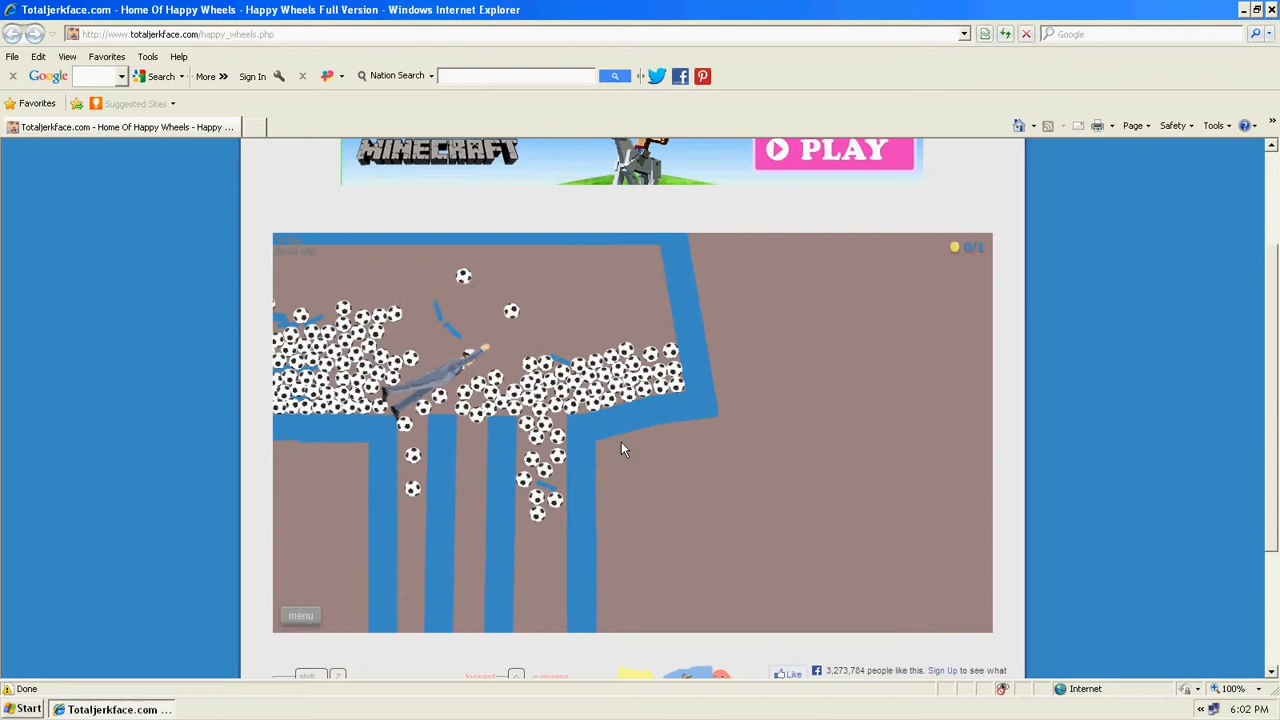 Totaljerkface.com - Home Of Happy Wheels - Happy Wheels Full Version - Windows Internet Explorer
http://www.totaljerkface.com/happy_wheels.php
Google
File Edit View Favorites Tools Help
x Google Search More >> Sign In x Nation Search
Favorites Suggested Sites
Totaljerkface.com - Home Of Happy Wheels - Happy ...
Page Safety Tools
MINECRAFT PLAY
0/1
menu
shift Z forward inverse
Like 3,273,784 people like this. Sign Up to see what
Done Internet 100%
Start Totaljerkface.com ... 6:02 PM